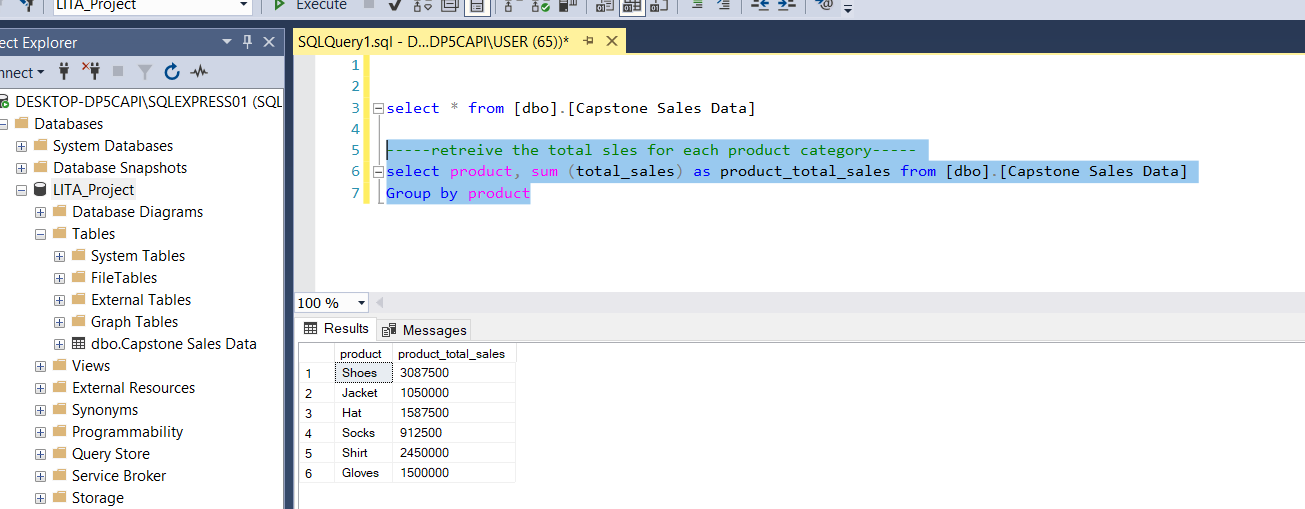 LITA_Project
Execute
ect Explorer
SQLQuery1.sql - D...DP5CAPI\USER (65))*
nnect
DESKTOP-DP5CAPI\SQLEXPRESS01 (SQL
Databases
System Databases
Database Snapshots
LITA_Project
Database Diagrams
Tables
System Tables
FileTables
External Tables
Graph Tables
dbo.Capstone Sales Data
Views
External Resources
Synonyms
Programmability
Query Store
Service Broker
Storage
1
2
3 select * from [dbo].[Capstone Sales Data]
4
5 -----retreive the total sles for each product category-----
6 select product, sum (total_sales) as product_total_sales from [dbo].[Capstone Sales Data]
7 Group by product
100 %
Results Messages
product product_total_sales
1 Shoes 3087500
2 Jacket 1050000
3 Hat 1587500
4 Socks 912500
5 Shirt 2450000
6 Gloves 1500000